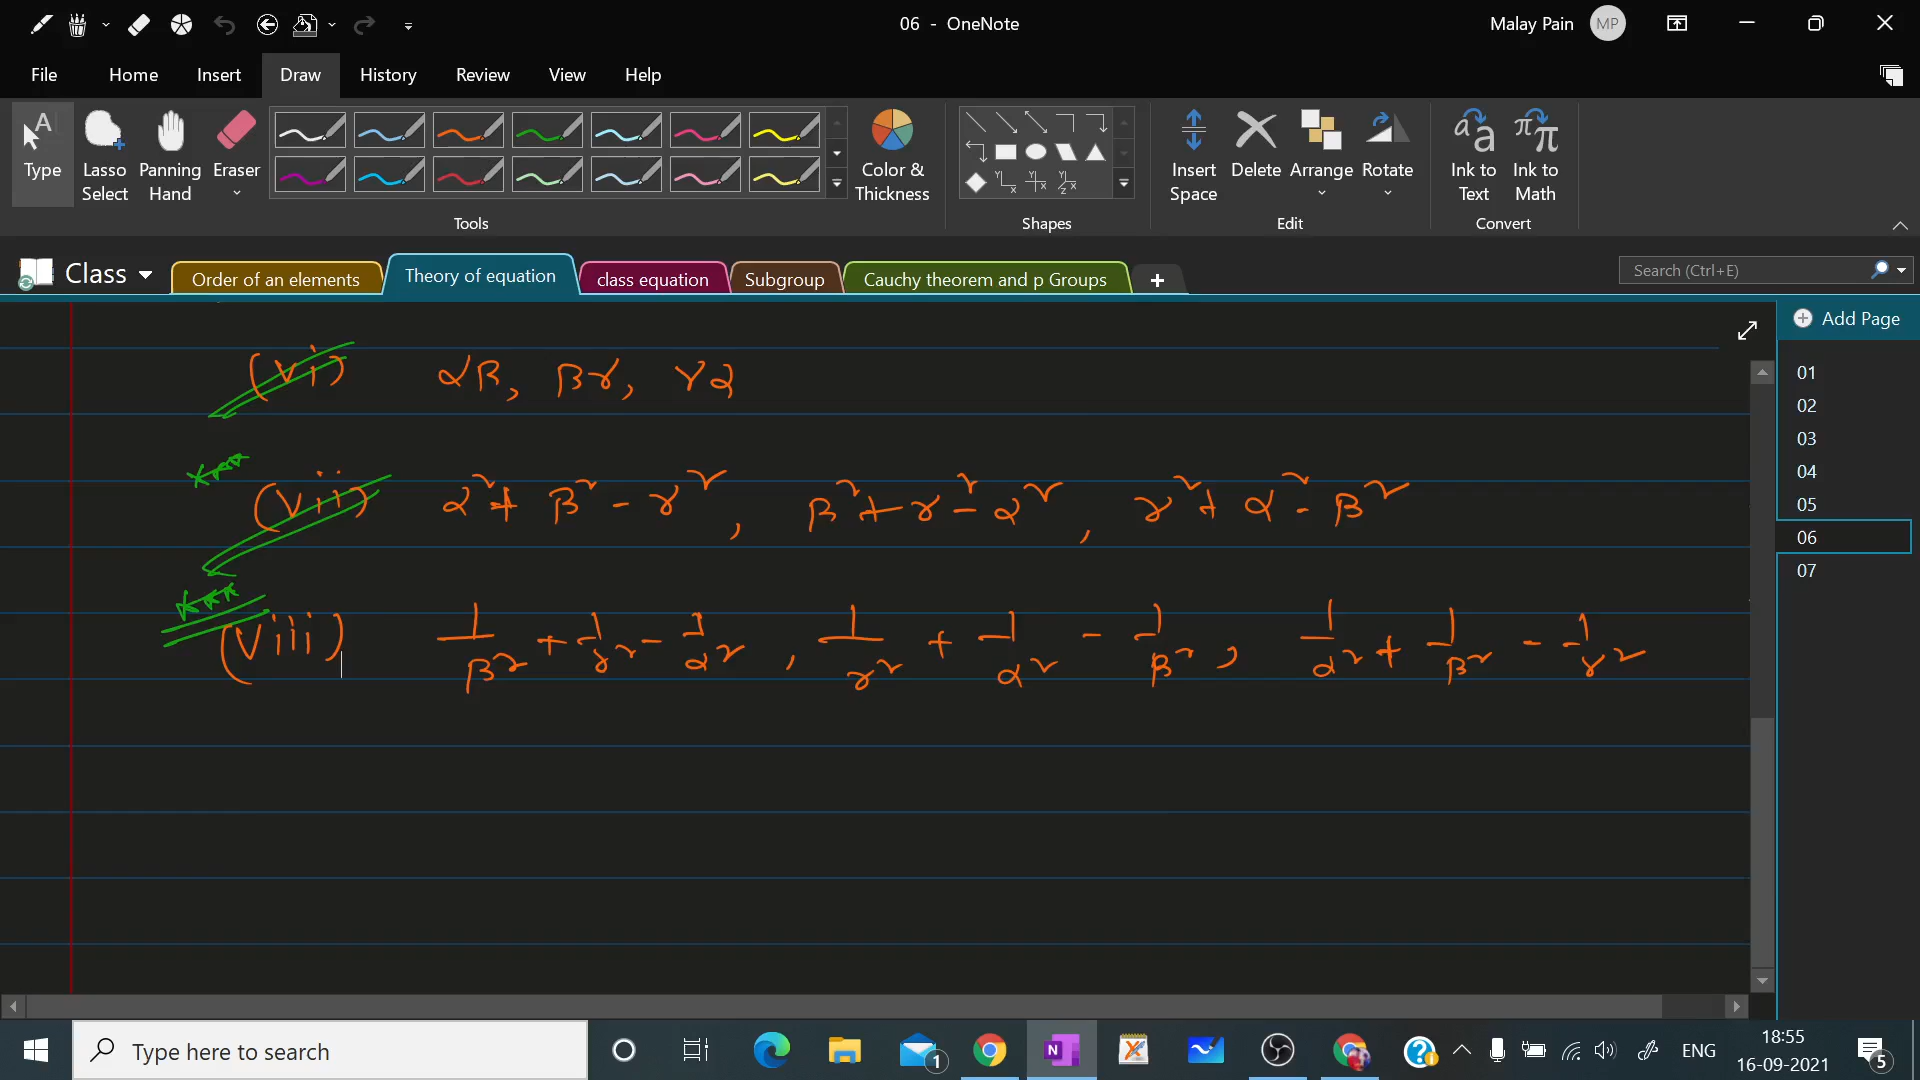 06 - OneNote
Malay Pain MP
File Home Insert Draw History Review View Help
Type
Lasso Select
Panning Hand
Eraser
Color & Thickness
Insert Space
Delete
Arrange
Rotate
Ink to Text
Ink to Math
Tools Shapes Edit Convert
Class Order of an elements Theory of equation class equation Subgroup Cauchy theorem and p Groups + Search (Ctrl+E)
Add Page
01
02
03
04
05
06
07
(vi) αβ, βγ, γα
*** (vii) α² + β² - γ², β² + γ² - α², γ² + α² - β²
*** (viii) 1/β² + 1/γ² - 1/α², 1/γ² + 1/α² - 1/β², 1/α² + 1/β² - 1/γ²
Type here to search
1
ENG
18:55
16-09-2021
5